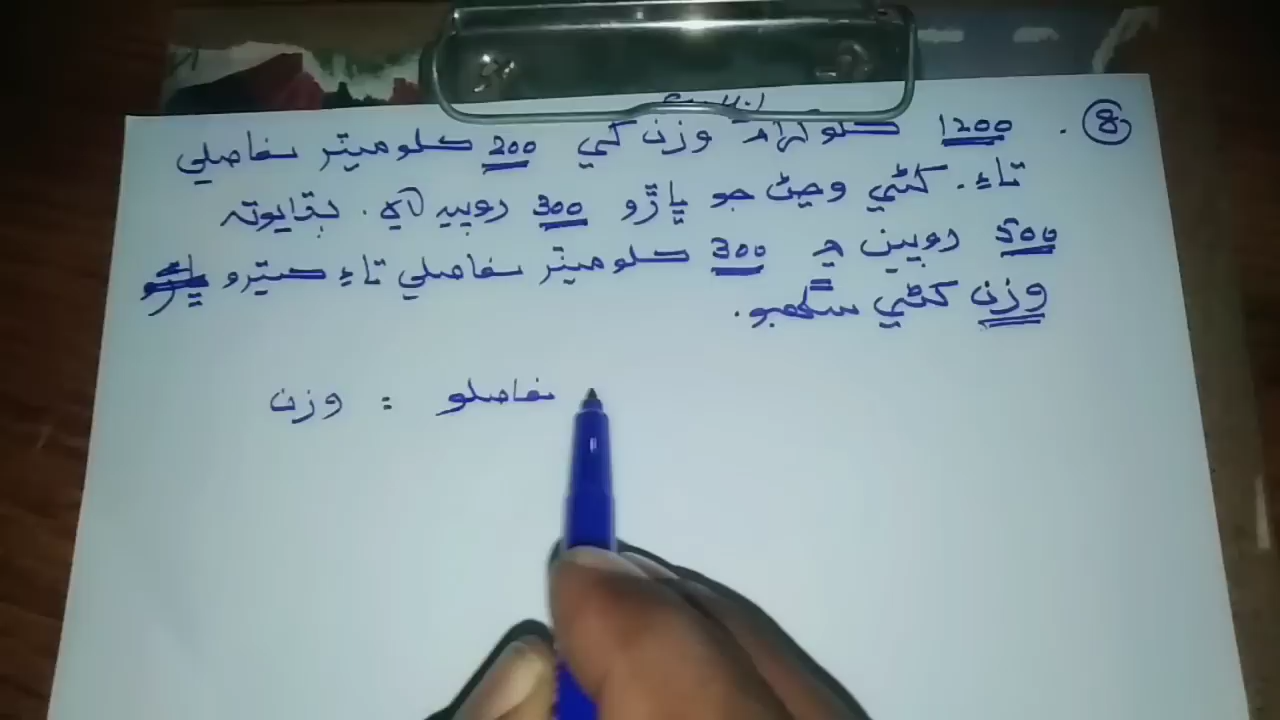 8. 1200 ڪلوگرام وزن کي 200 ڪلوميٽر مفاصلي
تاءِ. کڻي وڃڻ جو ڀاڙو 300 روپيه آهي. ٻڌايو ته
500 روپين ۾ 300 ڪلوميٽر مفاصلي تاءِ ڪيترو
وزن کڻي سگهبو.
مفاصلو : وزن